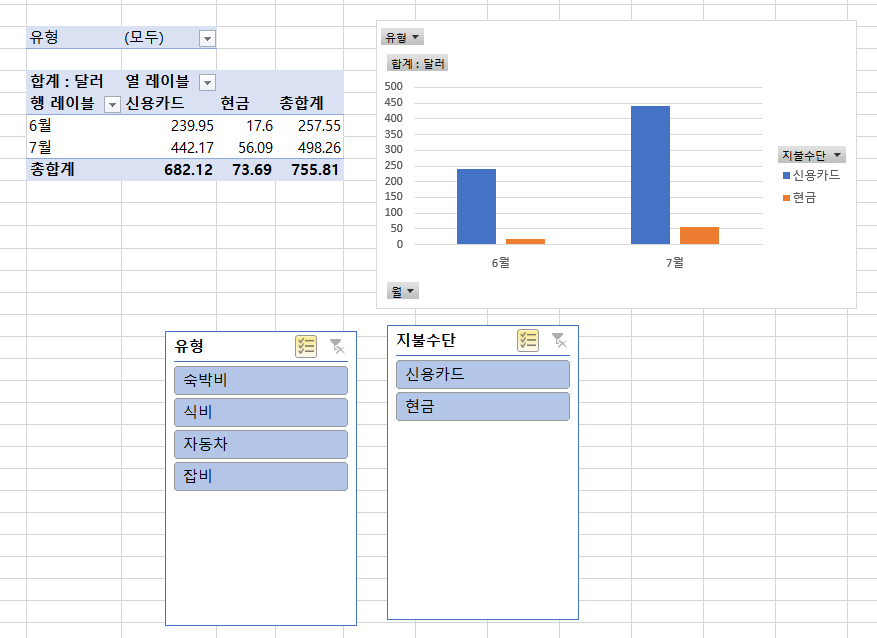 유형 (모두)
합계 : 달러 열 레이블
행 레이블 신용카드 현금 총합계
6월 239.95 17.6 257.55
7월 442.17 56.09 498.26
총합계 682.12 73.69 755.81
유형
합계 : 달러
500
450
400
350
300
250
200
150
100
50
0
6월 7월
지불수단
신용카드
현금
월
유형
숙박비
식비
자동차
잡비
지불수단
신용카드
현금